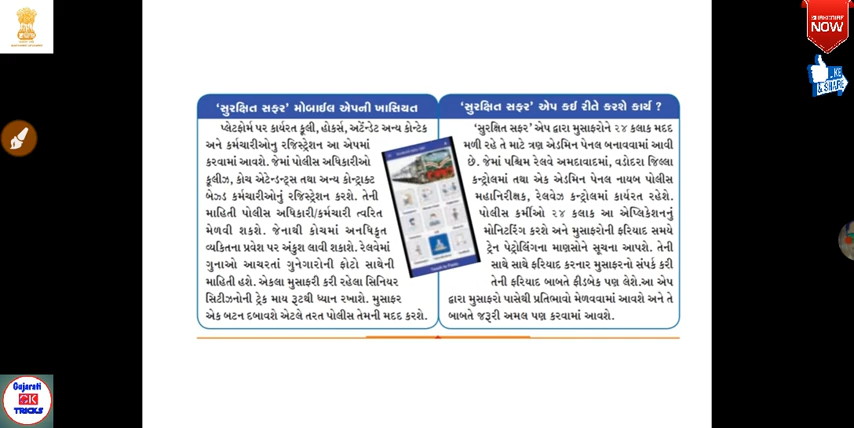 SUBSCRIBE
NOW
LIKE
& SHARE
'સુરક્ષિત સફર' મોબાઈલ એપની ખાસિયત
પ્લેટફોર્મ પર કાર્યરત કૂલી, હોકર્સ, અટેંન્ડેટ અન્ય કોન્ટેક
અને કર્મચારીઓનુ રજિસ્ટ્રેશન આ એપમાં
કરવામાં આવશે. જેમાં પોલીસ અધિકારીઓ
કૂલીઝ, કોચ એટેન્ડન્ટ્સ તથા અન્ય કોન્ટ્રાક્ટ
બેઝ્ડ કર્મચારીઓનું રજિસ્ટ્રેશન કરશે. તેની
માહિતી પોલીસ અધિકારી/કર્મચારી ત્વરિત
મેળવી શકશે. જેનાથી કોચમાં અનધિકૃત
વ્યકિતના પ્રવેશ પર અંકુશ લાવી શકાશે. રેલવેમાં
ગુનાઓ આચરતાં ગુનેગારોની ફોટો સાથેની
માહિતી હશે. એકલા મુસાફરી કરી રહેલા સિનિયર
સિટીઝનોની ટ્રેક માય રૂટથી ધ્યાન રખાશે. મુસાફર
એક બટન દબાવશે એટલે તરત પોલીસ તેમની મદદ કરશે.
'સુરક્ષિત સફર' એપ કઈ રીતે કરશે કાર્ય ?
'સુરક્ષિત સફર' એપ દ્વારા મુસાફરોને ૨૪ કલાક મદદ
મળી રહે તે માટે ત્રણ એડમિન પેનલ બનાવવામાં આવી
છે. જેમાં પશ્ચિમ રેલવે અમદાવાદમાં, વડોદરા જિલ્લા
કન્ટ્રોલમાં તથા એક એડમિન પેનલ નાયબ પોલીસ
મહાનિરીક્ષક, રેલવેઝ કન્ટ્રોલમાં કાર્યરત રહેશે.
પોલીસ કર્મીઓ ૨૪ કલાક આ એપ્લિકેશનનું
મોનિટરિંગ કરશે અને મુસાફરોની ફરિયાદ સમયે
ટ્રેન પેટ્રોલિંગના માણસોને સૂચના આપશે. તેની
સાથે સાથે ફરિયાદ કરનાર મુસાફરનો સંપર્ક કરી
તેની ફરિયાદ બાબતે ફીડબેક પણ લેશે.આ એપ
દ્વારા મુસાફરો પાસેથી પ્રતિભાવો મેળવવામાં આવશે અને તે
બાબતે જરૂરી અમલ પણ કરવામાં આવશે.
Gujarati
GK
TRICKS